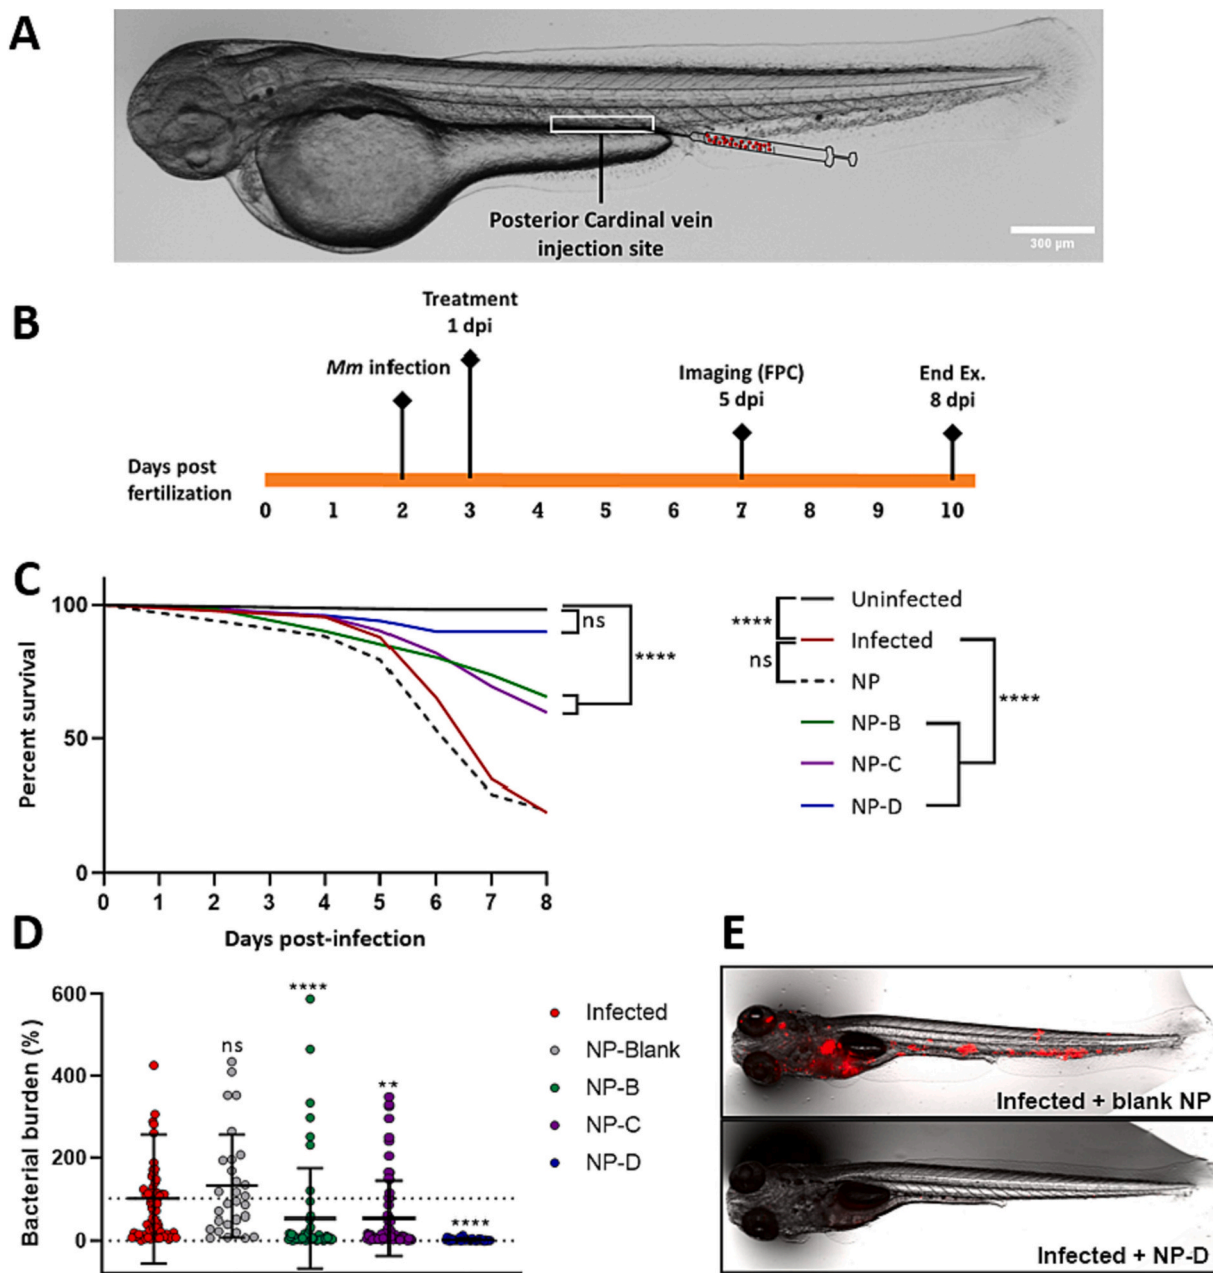 A
Posterior Cardinal vein
injection site
300 µm
B
Treatment
1 dpi
Mm infection
Imaging (FPC)
5 dpi
End Ex.
8 dpi
Days post
fertilization
0 1 2 3 4 5 6 7 8 9 10
C
Percent survival
100
50
0
0 1 2 3 4 5 6 7 8
Days post-infection
ns
****
****
ns
Uninfected
Infected
NP
NP-B
NP-C
NP-D
****
D
Bacterial burden (%)
600
400
200
0
ns
****
**
****
Infected
NP-Blank
NP-B
NP-C
NP-D
E
Infected + blank NP
Infected + NP-D